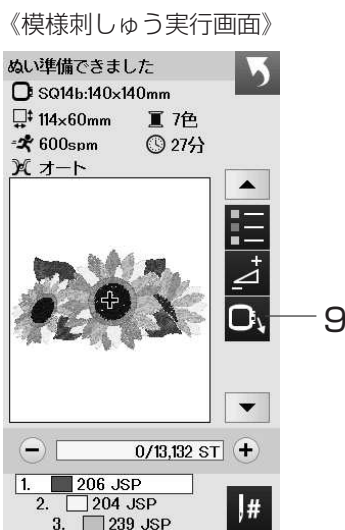 《模様刺しゅう実行画面》
ぬい準備できました
SQ14b:140×140mm
114×60mm 7色
600spm 27分
オート
9
0/13,132 ST
1. 206 JSP
2. 204 JSP
3. 239 JSP
#